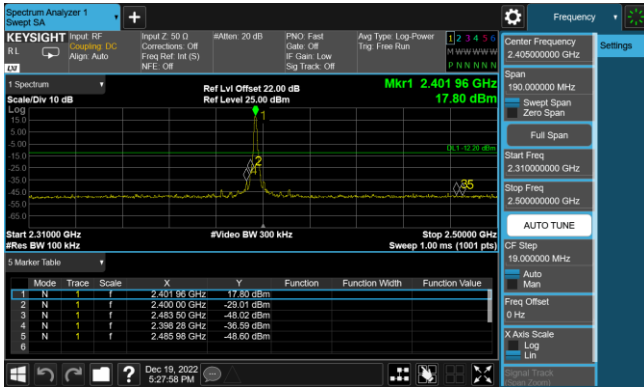 Spectrum Analyzer 1
Swept SA
Frequency
KEYSIGHT Input: RF
RL
Coupling: DC
Align: Auto
Input Z: 50 Ω
Corrections: Off
Freq Ref: Int (S)
NFE: Off
#Atten: 20 dB
PNO: Fast
Gate: Off
IF Gain: Low
Sig Track: Off
Avg Type: Log-Power
Trig: Free Run
1 2 3 4 5 6
M W W W W W
P N N N N N
Center Frequency
2.405000000 GHz
Settings
Span
190.000000 MHz
Swept Span
Zero Span
Full Span
Start Freq
2.310000000 GHz
Stop Freq
2.500000000 GHz
AUTO TUNE
CF Step
19.000000 MHz
Auto
Man
Freq Offset
0 Hz
X Axis Scale
Log
Lin
Signal Track
(Span Zoom)
1 Spectrum
Scale/Div 10 dB
Ref Lvl Offset 22.00 dB
Ref Level 25.00 dBm
Mkr1 2.401 96 GHz
17.80 dBm
Log
15.0
5.00
-5.00
-15.0
-25.0
-35.0
-45.0
-55.0
-65.0
1
DL1 -12.20 dBm
2
4
3
5
Start 2.31000 GHz
#Res BW 100 kHz
#Video BW 300 kHz
Stop 2.50000 GHz
Sweep 1.00 ms (1001 pts)
5 Marker Table
Mode Trace Scale X Y Function Function Width Function Value
1 N 1 f 2.401 96 GHz 17.80 dBm
2 N 1 f 2.400 00 GHz -29.01 dBm
3 N 1 f 2.483 50 GHz -48.02 dBm
4 N 1 f 2.398 28 GHz -36.59 dBm
5 N 1 f 2.485 98 GHz -48.60 dBm
6
?
Dec 19, 2022
5:27:58 PM